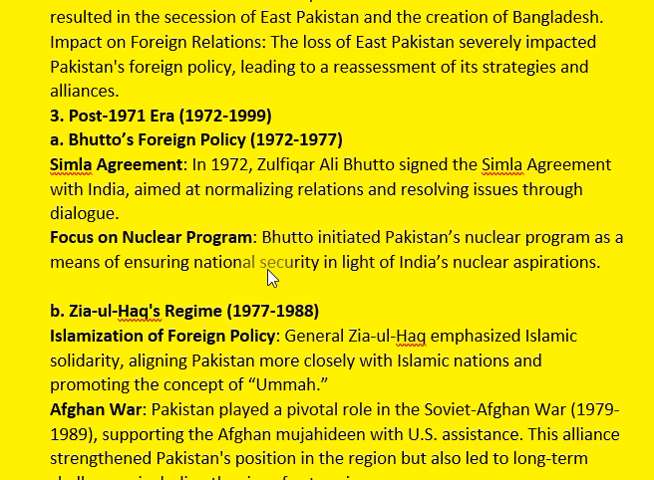 resulted in the secession of East Pakistan and the creation of Bangladesh.
Impact on Foreign Relations: The loss of East Pakistan severely impacted
Pakistan's foreign policy, leading to a reassessment of its strategies and
alliances.
3. Post-1971 Era (1972-1999)
a. Bhutto’s Foreign Policy (1972-1977)
Simla Agreement: In 1972, Zulfiqar Ali Bhutto signed the Simla Agreement
with India, aimed at normalizing relations and resolving issues through
dialogue.
Focus on Nuclear Program: Bhutto initiated Pakistan’s nuclear program as a
means of ensuring national security in light of India’s nuclear aspirations.
b. Zia-ul-Haq's Regime (1977-1988)
Islamization of Foreign Policy: General Zia-ul-Haq emphasized Islamic
solidarity, aligning Pakistan more closely with Islamic nations and
promoting the concept of “Ummah.”
Afghan War: Pakistan played a pivotal role in the Soviet-Afghan War (1979-
1989), supporting the Afghan mujahideen with U.S. assistance. This alliance
strengthened Pakistan's position in the region but also led to long-term